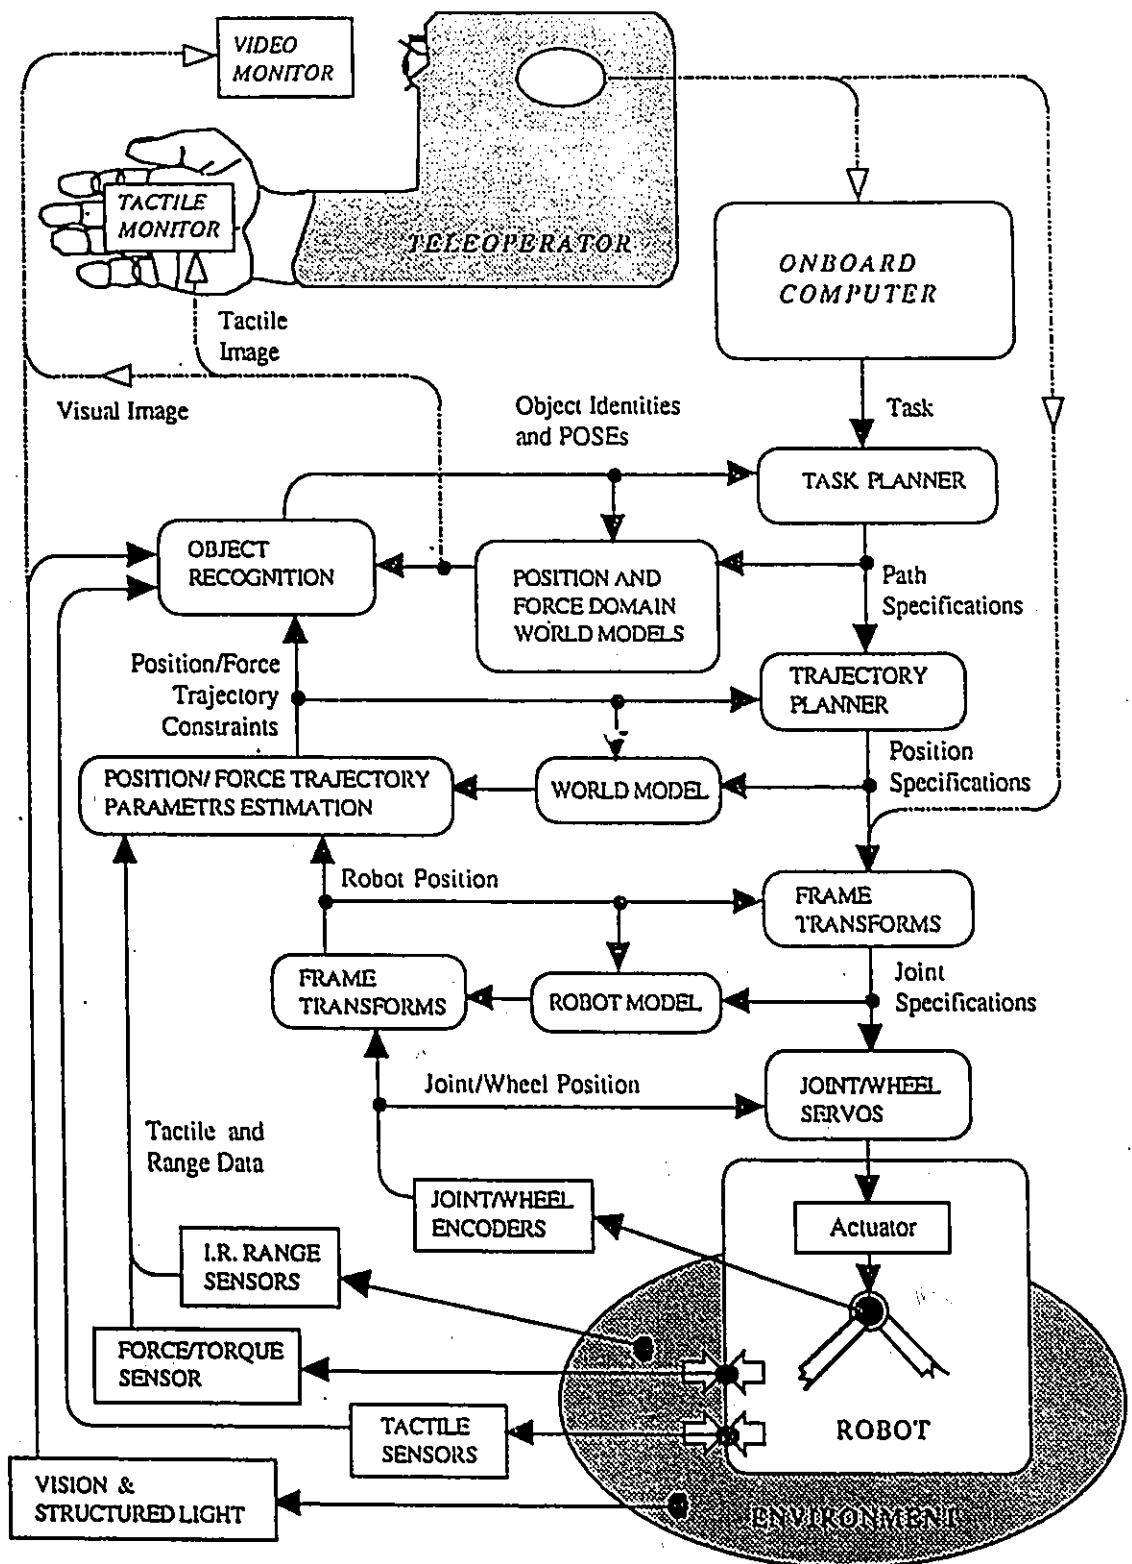 VIDEO
MONITOR
TACTILE
MONITOR
TELEOPERATOR
ONBOARD
COMPUTER
Tactile
Image
Visual Image
Object Identities
and POSEs
Task
TASK PLANNER
OBJECT
RECOGNITION
POSITION AND
FORCE DOMAIN
WORLD MODELS
Path
Specifications
Position/Force
Trajectory
Constraints
TRAJECTORY
PLANNER
POSITION/ FORCE TRAJECTORY
PARAMETRS ESTIMATION
WORLD MODEL
Position
Specifications
Robot Position
FRAME
TRANSFORMS
FRAME
TRANSFORMS
ROBOT MODEL
Joint
Specifications
Joint/Wheel Position
JOINT/WHEEL
SERVOS
Tactile and
Range Data
JOINT/WHEEL
ENCODERS
Actuator
I.R. RANGE
SENSORS
FORCE/TORQUE
SENSOR
TACTILE
SENSORS
ROBOT
VISION &
STRUCTURED LIGHT
ENVIRONMENT